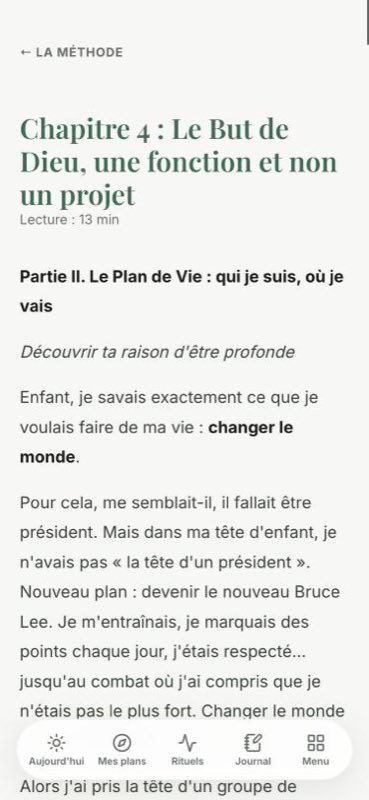 ← LA MÉTHODE
Chapitre 4 : Le But de
Dieu, une fonction et non
un projet
Lecture : 13 min
Partie II. Le Plan de Vie : qui je suis, où je
vais
Découvrir ta raison d'être profonde
Enfant, je savais exactement ce que je
voulais faire de ma vie : changer le
monde.
Pour cela, me semblait-il, il fallait être
président. Mais dans ma tête d'enfant, je
n'avais pas « la tête d'un président ».
Nouveau plan : devenir le nouveau Bruce
Lee. Je m'entraînais, je marquais des
points chaque jour, j'étais respecté...
jusqu'au combat où j'ai compris que je
n'étais pas le plus fort. Changer le monde
Aujourd'hui Mes plans Rituels Journal Menu
Alors j'ai pris la tête d'un groupe de